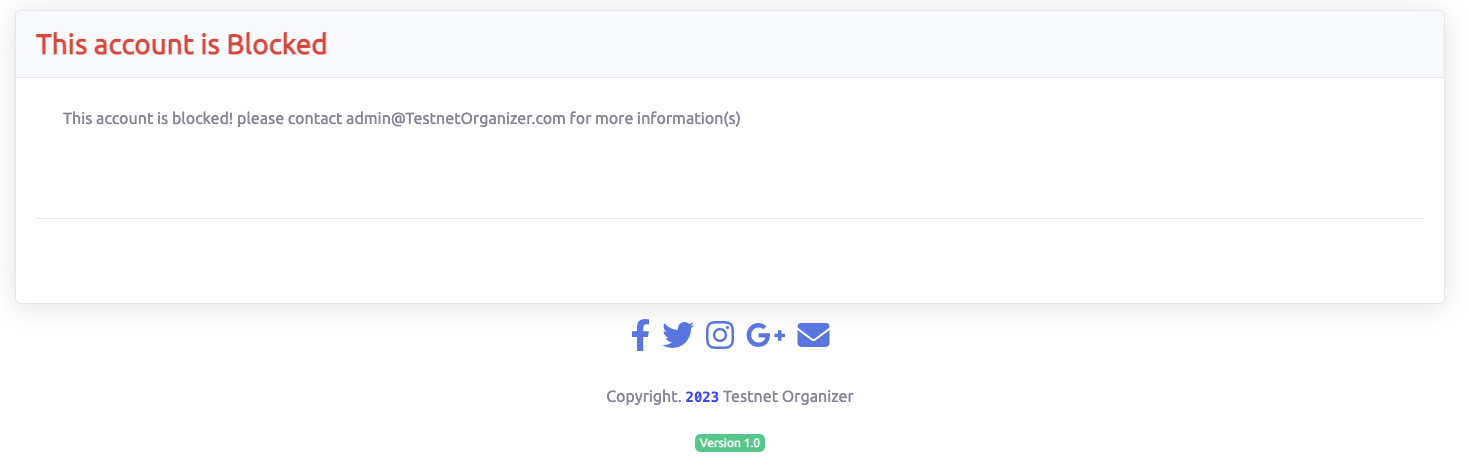 This account is Blocked
This account is blocked! please contact admin@TestnetOrganizer.com for more information(s)
Copyright. 2023 Testnet Organizer
Version 1.0